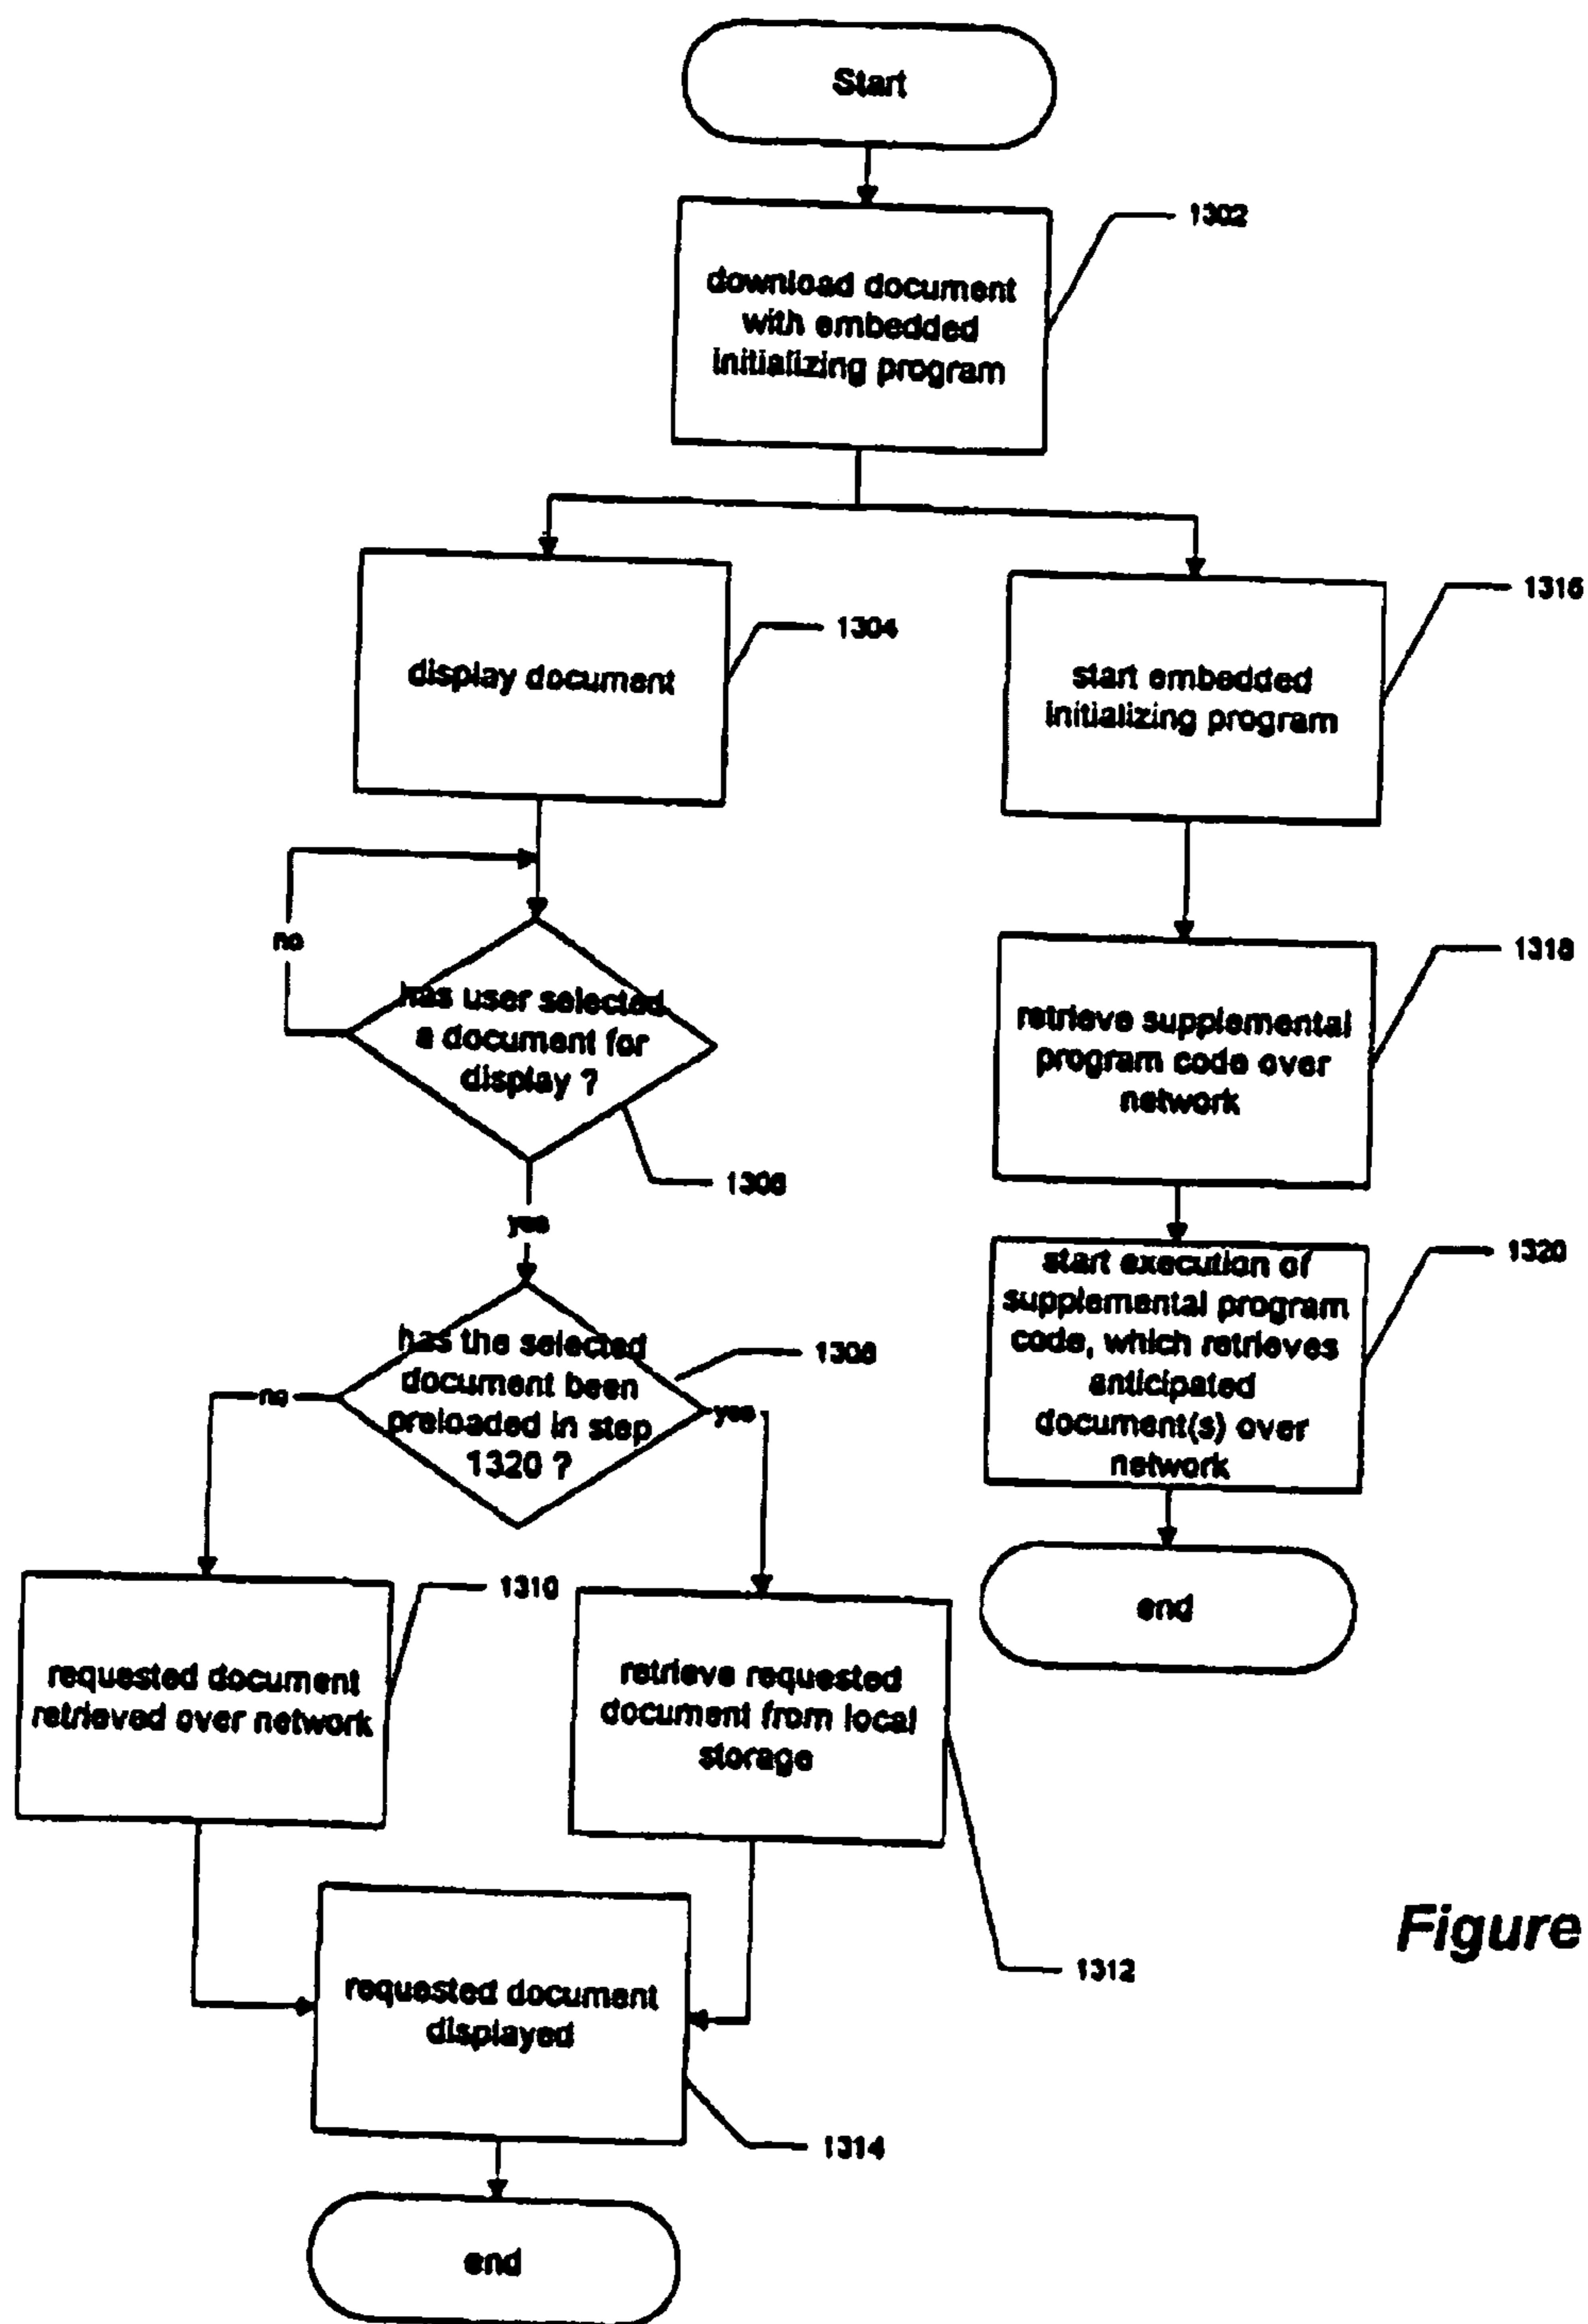 Start
download document
with embedded
initializing program
1302
display document
1304
start embedded
initializing program
1316
no
has user selected
a document for
display ?
1306
yes
retrieve supplemental
program code over
network
1318
start execution of
supplemental program
code, which retrieves
anticipated
document(s) over
network
1320
has the selected
document been
preloaded in step
1320 ?
1308
no
yes
end
requested document
retrieved over network
1310
retrieve requested
document from local
storage
1312
Figure
requested document
displayed
1314
end